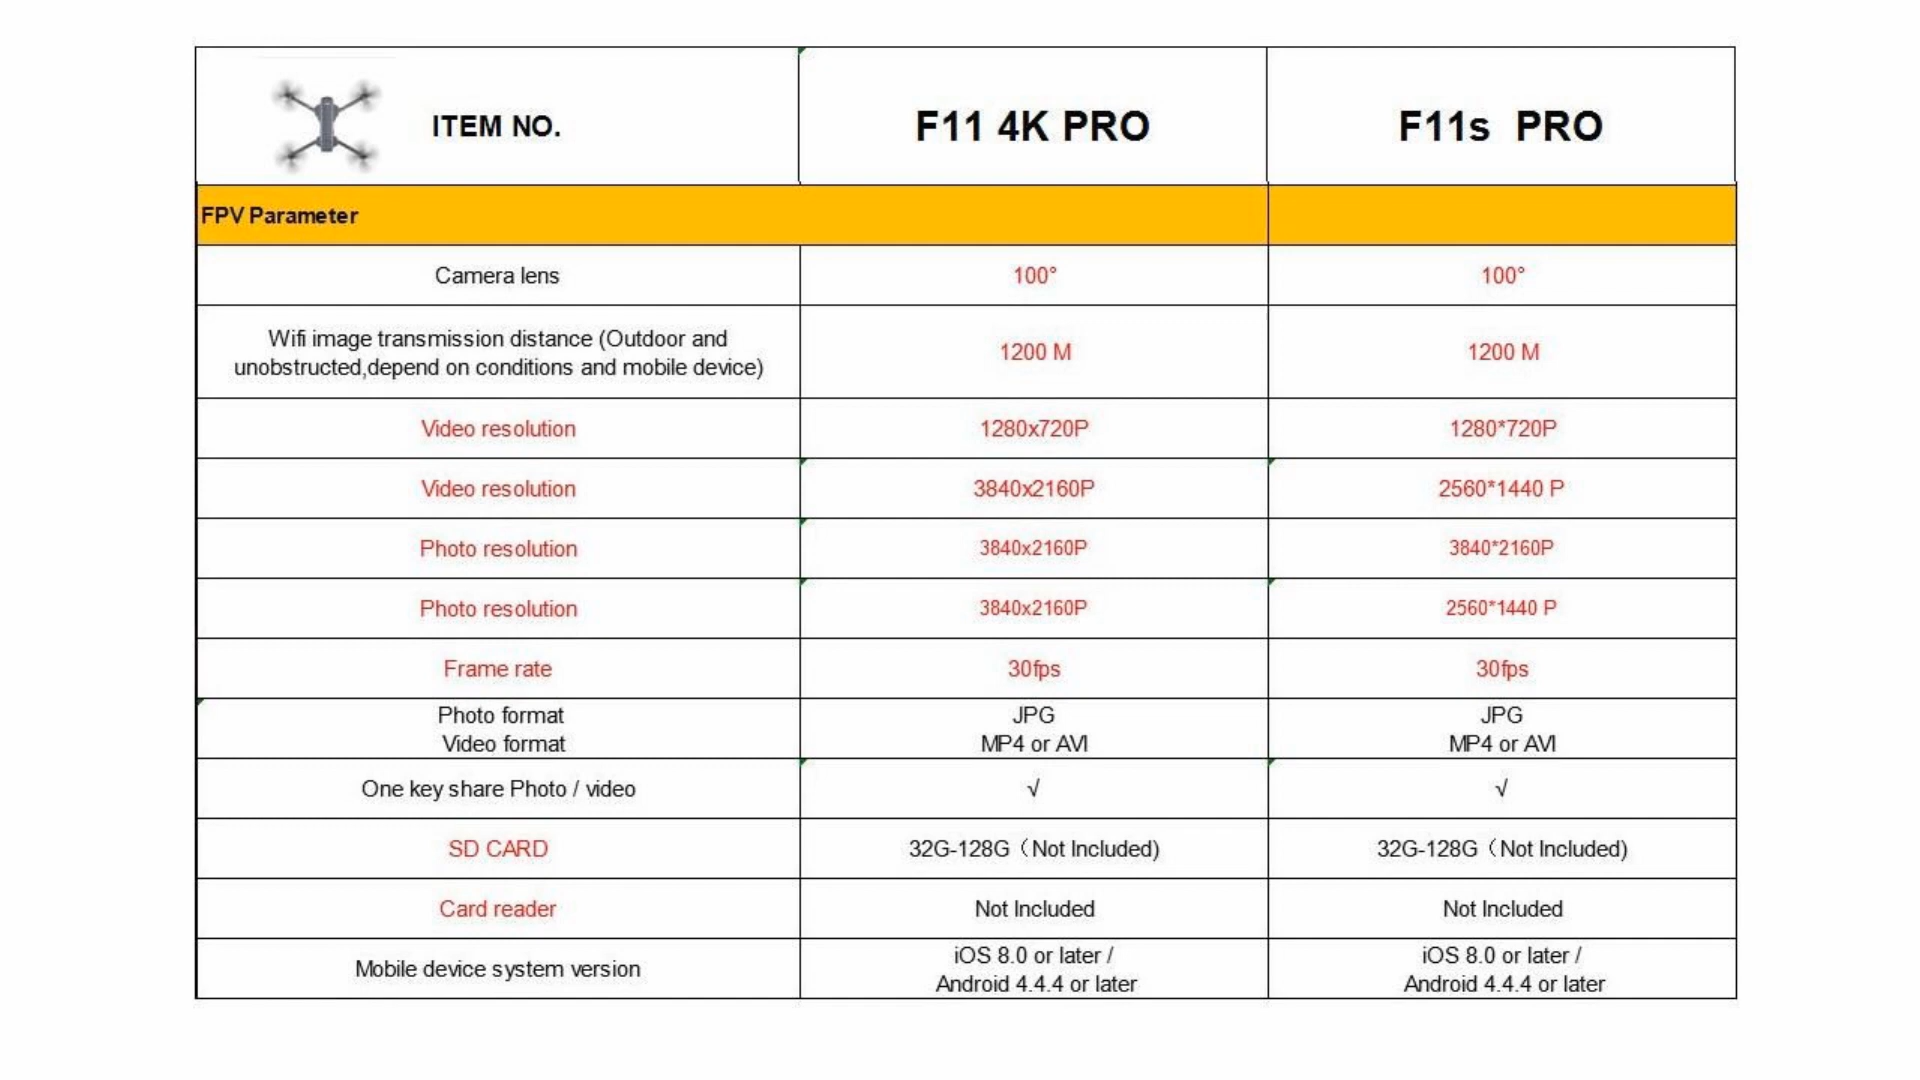 ITEM NO. F11 4K PRO F11s PRO
FPV Parameter
Camera lens 100° 100°
Wifi image transmission distance (Outdoor and
unobstructed,depend on conditions and mobile device) 1200 M 1200 M
Video resolution 1280x720P 1280*720P
Video resolution 3840x2160P 2560*1440 P
Photo resolution 3840x2160P 3840*2160P
Photo resolution 3840x2160P 2560*1440 P
Frame rate 30fps 30fps
Photo format JPG JPG
Video format MP4 or AVI MP4 or AVI
One key share Photo / video √ √
SD CARD 32G-128G（Not Included) 32G-128G（Not Included)
Card reader Not Included Not Included
Mobile device system version iOS 8.0 or later / iOS 8.0 or later /
Android 4.4.4 or later Android 4.4.4 or later